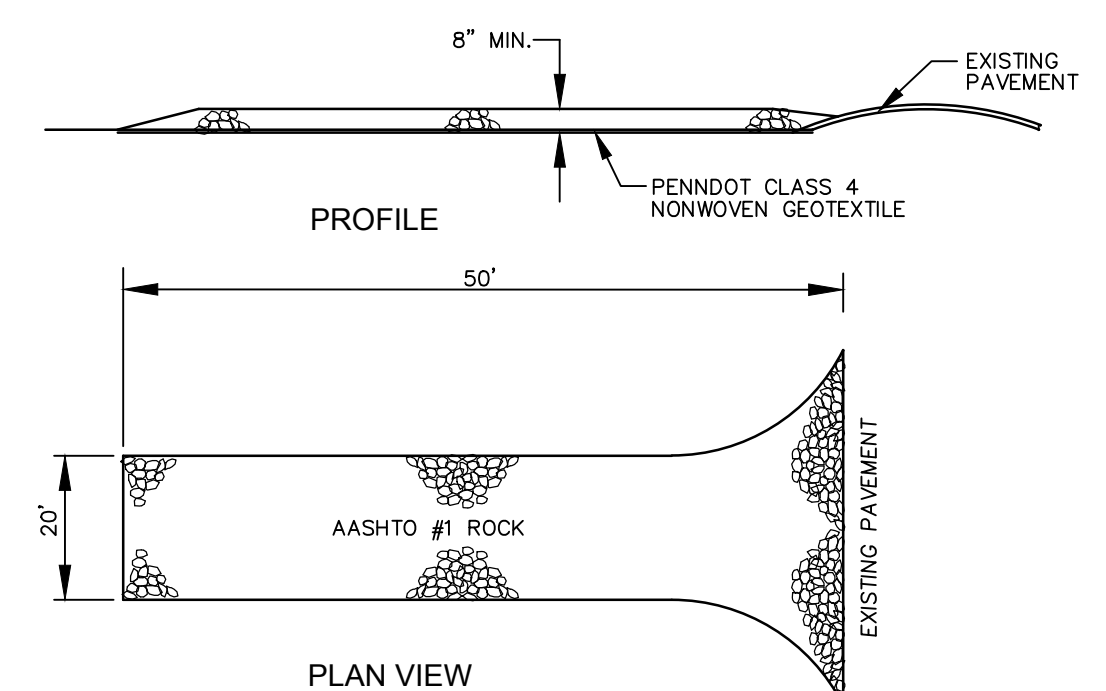 8" MIN.
EXISTING
PAVEMENT
PENNDOT CLASS 4
NONWOVEN GEOTEXTILE
PROFILE
50'
20'
AASHTO #1 ROCK
EXISTING PAVEMENT
PLAN VIEW